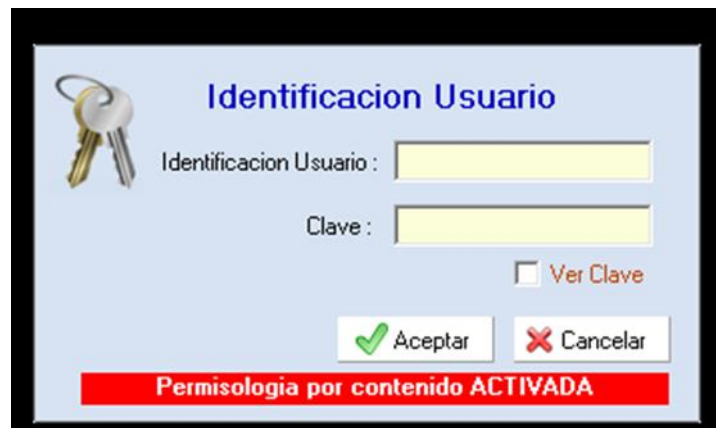 Identificacion Usuario
Identificacion Usuario :
Clave :
Ver Clave
Aceptar
Cancelar
Permisologia por contenido ACTIVADA